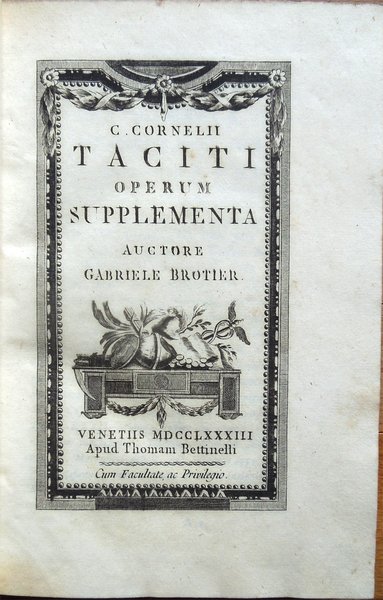 C. CORNELII
TACITI
OPERUM
SUPPLEMENTA
AUCTORE
GABRIELE BROTIER.
VENETIIS MDCCLXXXIII
Apud Thomam Bettinelli
Cum Facultate, ac Privilegio.